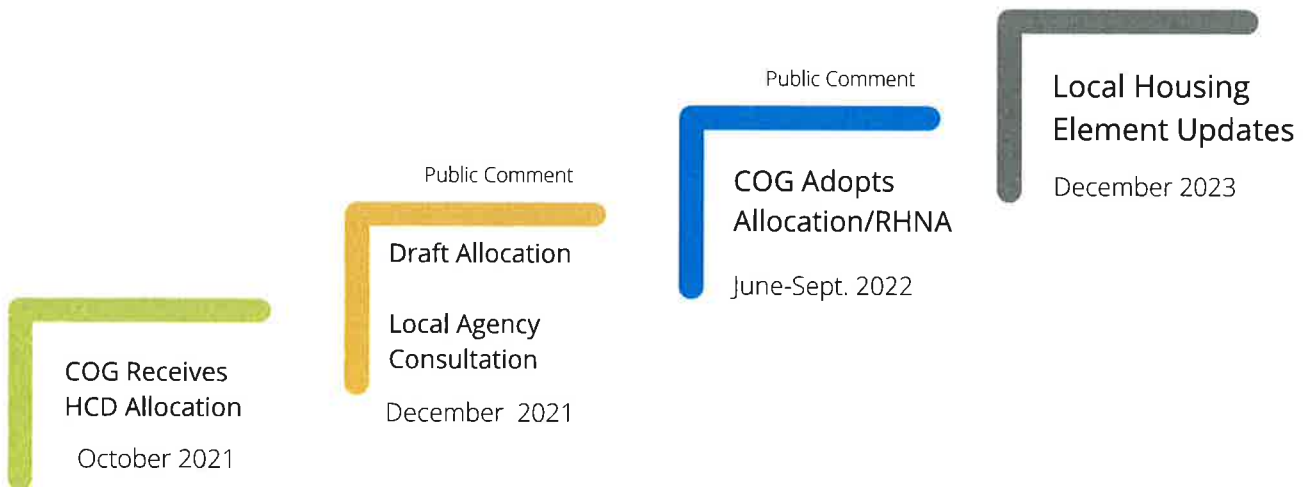 COG Receives
HCD Allocation
October 2021
Public Comment
Draft Allocation
Local Agency
Consultation
December 2021
Public Comment
COG Adopts
Allocation/RHNA
June-Sept. 2022
Local Housing
Element Updates
December 2023